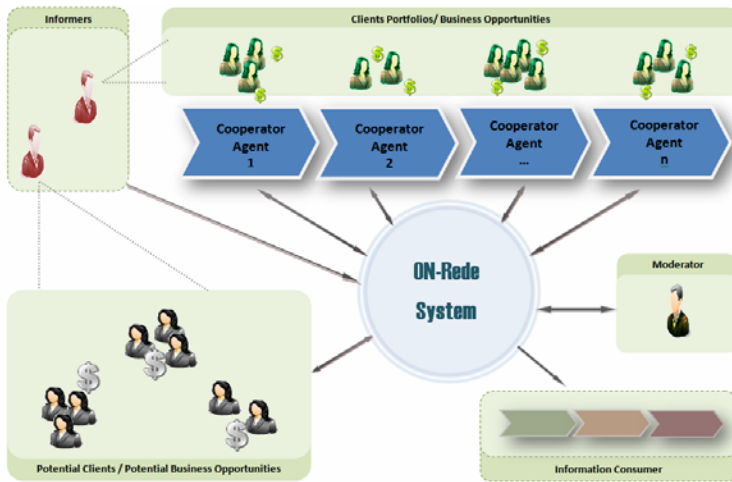 Informers
Clients Portfolios/ Business Opportunities
Cooperator
Agent
1
Cooperator
Agent
2
Cooperator
Agent
...
Cooperator
Agent
n
ON-Rede
System
Moderator
Potential Clients / Potential Business Opportunities
Information Consumer